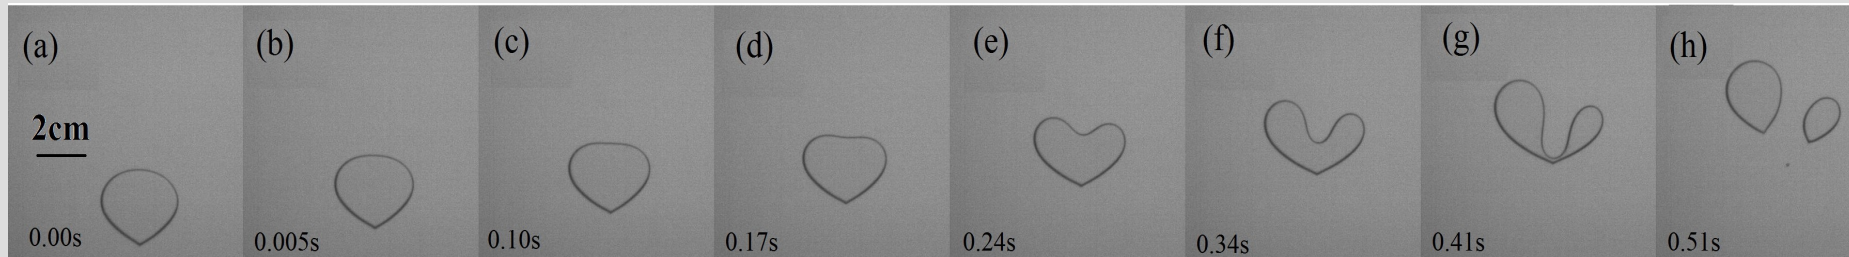 (a)
2cm
0.00s
(b)
0.005s
(c)
0.10s
(d)
0.17s
(e)
0.24s
(f)
0.34s
(g)
0.41s
(h)
0.51s